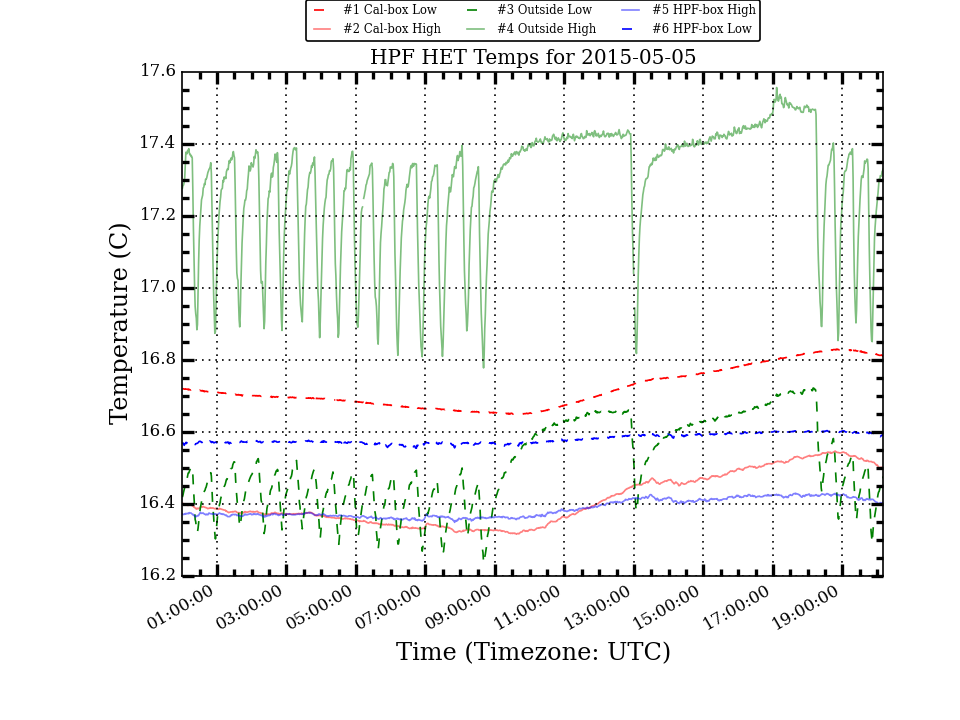 #1 Cal-box Low #3 Outside Low #5 HPF-box High
#2 Cal-box High #4 Outside High #6 HPF-box Low
HPF HET Temps for 2015-05-05
17.6
17.4
17.2
17.0
16.8
16.6
16.4
16.2
Temperature (C)
01:00:00 03:00:00 05:00:00 07:00:00 09:00:00 11:00:00 13:00:00 15:00:00 17:00:00 19:00:00
Time (Timezone: UTC)